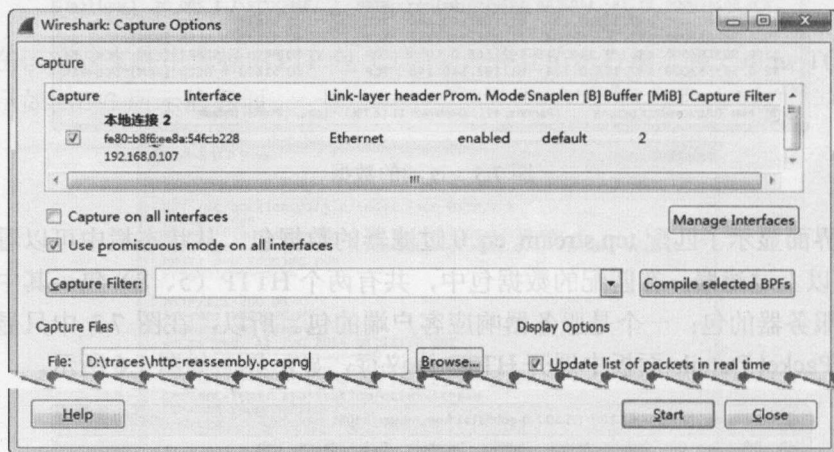 Wireshark: Capture Options
Capture
Capture Interface Link-layer header Prom. Mode Snaplen [B] Buffer [MiB] Capture Filter
本地连接 2
fe80::b8f6:ee8a:54fc:b228 Ethernet enabled default 2
192.168.0.107
Capture on all interfaces
Manage Interfaces
Use promiscuous mode on all interfaces
Capture Filter:
Compile selected BPFs
Capture Files
Display Options
File: D:\traces\http-reassembly.pcapng
Browse...
Update list of packets in real time
Help
Start
Close